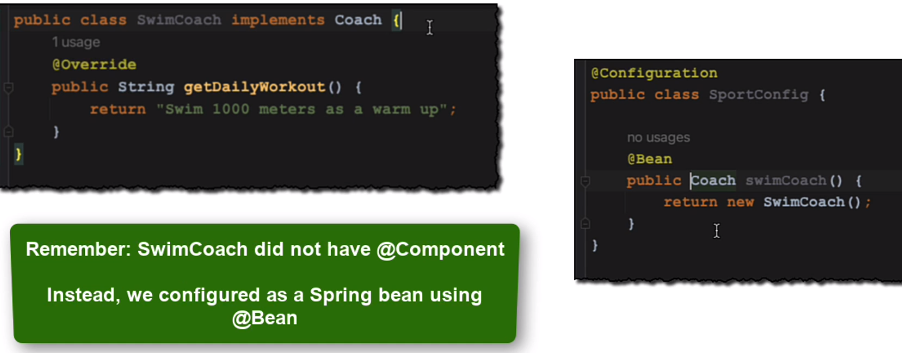 public class SwimCoach implements Coach {
1 usage
@Override
public String getDailyWorkout() {
return "Swim 1000 meters as a warm up";
}
}
@Configuration
public class SportConfig {
no usages
@Bean
public Coach swimCoach() {
return new SwimCoach();
}
}
Remember: SwimCoach did not have @Component
Instead, we configured as a Spring bean using
@Bean